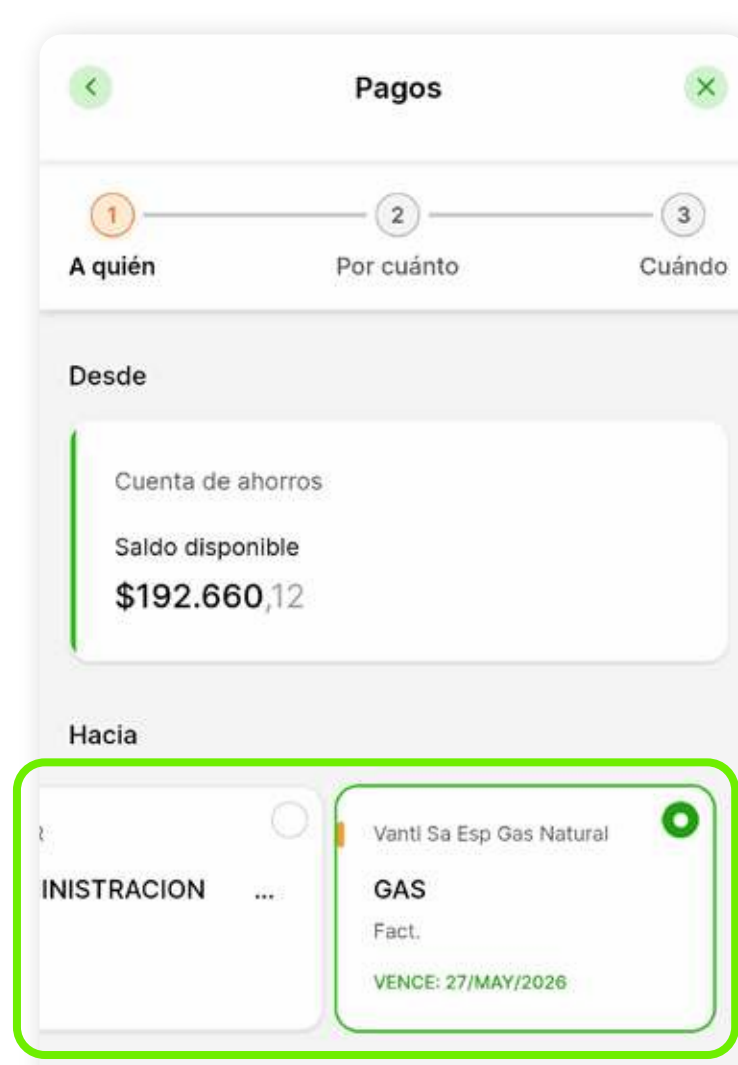 Pagos
1
2
3
A quién
Por cuánto
Cuándo
Desde
Cuenta de ahorros
Saldo disponible
$192.660,12
Hacia
INISTRACION ...
Vanti Sa Esp Gas Natural
GAS
Fact.
VENCE: 27/MAY/2026